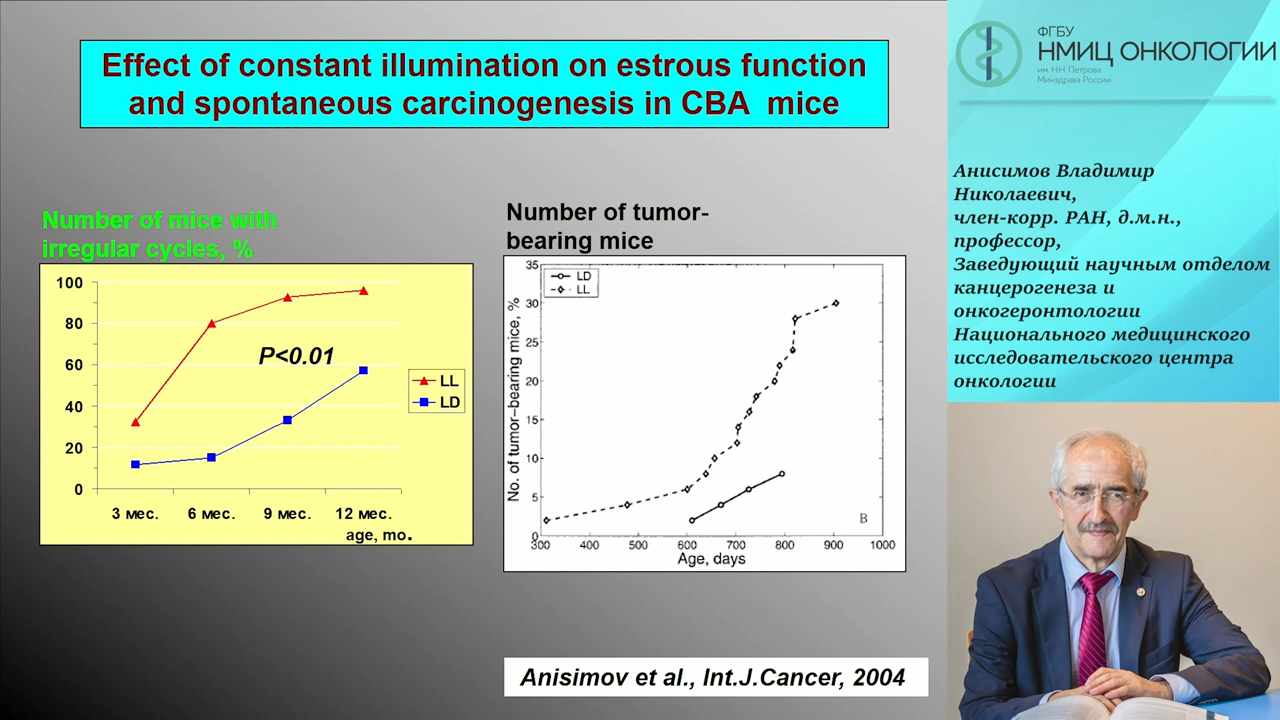 Effect of constant illumination on estrous function
and spontaneous carcinogenesis in CBA mice
Number of mice with
irregular cycles, %
100
80
60
40
20
0
P<0.01
LL
LD
3 мес.
6 мес.
9 мес.
12 мес.
age, mo.
Number of tumor-
bearing mice
No. of tumor–bearing mice, %
35
30
25
20
15
10
5
0
LD
LL
B
300
400
500
600
700
800
900
1000
Age, days
Anisimov et al., Int.J.Cancer, 2004
ФГБУ
НМИЦ ОНКОЛОГИИ
им. Н.Н. Петрова
Минздрава России
Анисимов Владимир
Николаевич,
член-корр. РАН, д.м.н.,
профессор,
Заведующий научным отделом
канцерогенеза и
онкогеронтологии
Национального медицинского
исследовательского центра
онкологии